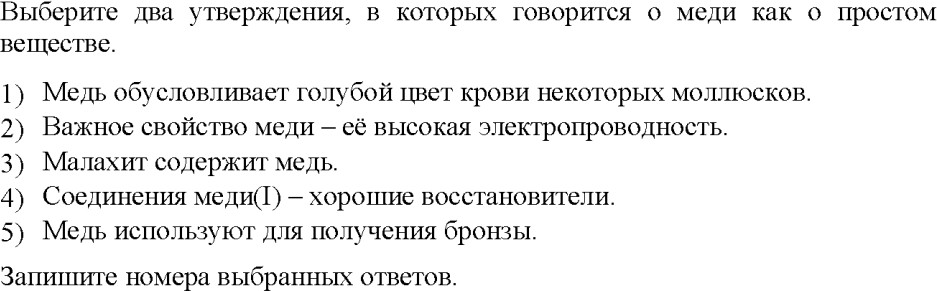 Выберите два утверждения, в которых говорится о меди как о простом
веществе.
1) Медь обусловливает голубой цвет крови некоторых моллюсков.
2) Важное свойство меди – её высокая электропроводность.
3) Малахит содержит медь.
4) Соединения меди(I) – хорошие восстановители.
5) Медь используют для получения бронзы.
Запишите номера выбранных ответов.